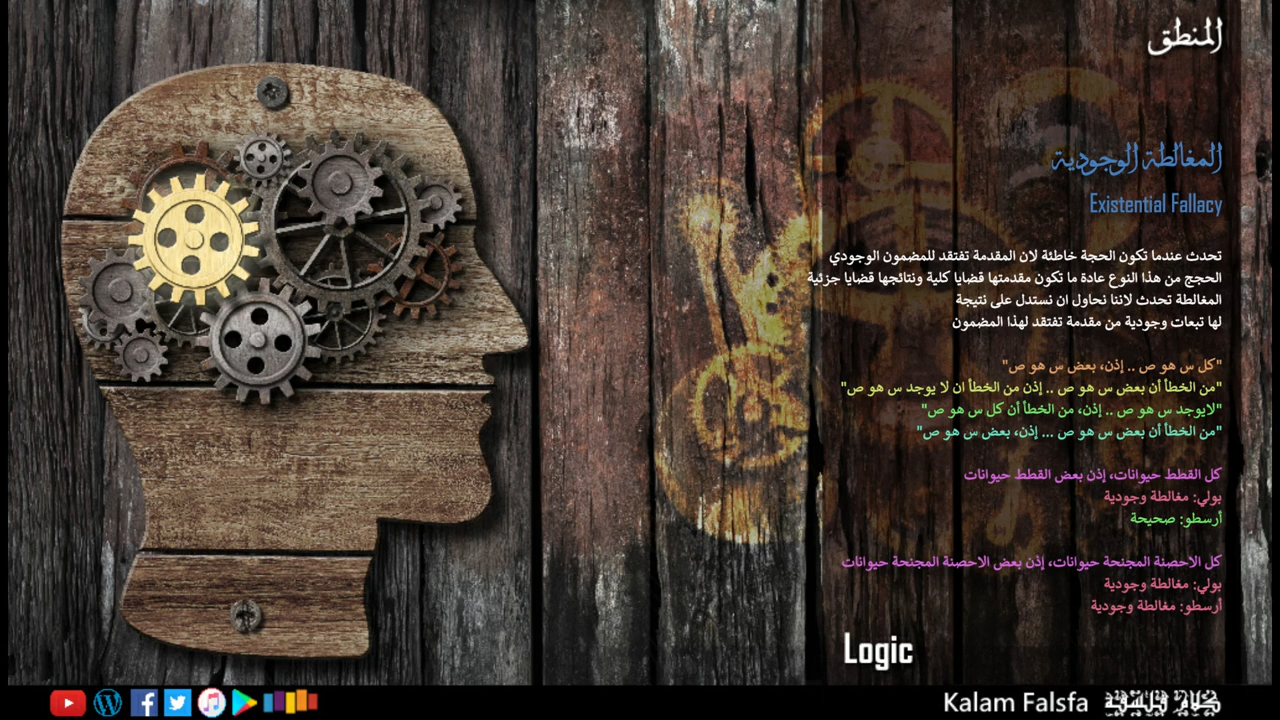 المنطق
المغالطة الوجودية
Existential Fallacy
تحدث عندما تكون الحجة خاطئة لان المقدمة تفتقد للمضمون الوجودي
الحجج من هذا النوع عادة ما تكون مقدمتها قضايا كلية ونتائجها قضايا جزئية
المغالطة تحدث لاننا نحاول ان نستدل على نتيجة
لها تبعات وجودية من مقدمة تفتقد لهذا المضمون
"كل س هو ص .. إذن، بعض س هو ص"
"من الخطأ أن بعض س هو ص .. إذن من الخطأ ان لا يوجد س هو ص"
"لايوجد س هو ص .. إذن، من الخطأ أن كل س هو ص"
"من الخطأ أن بعض س هو ص ... إذن، بعض س هو ص"
كل القطط حيوانات، إذن بعض القطط حيوانات
بولي: مغالطة وجودية
أرسطو: صحيحة
كل الاحصنة المجنحة حيوانات، إذن بعض الاحصنة المجنحة حيوانات
بولي: مغالطة وجودية
أرسطو: مغالطة وجودية
Logic
Kalam Falsfa كلام فلسفة